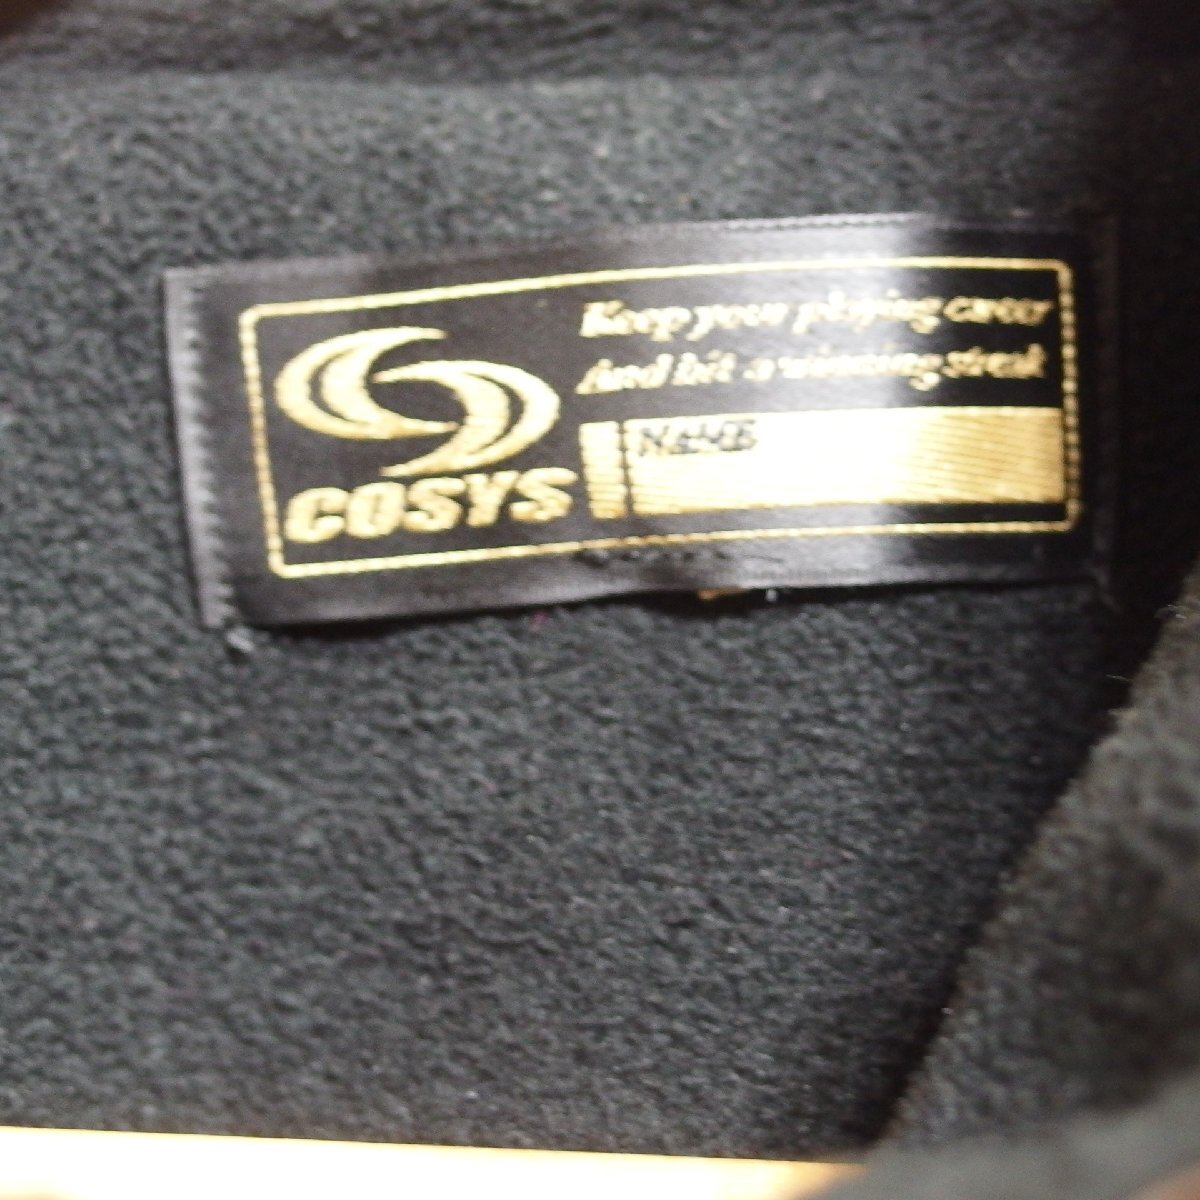 Keep your playing career
And hit a winning streak
NAME
COSYS